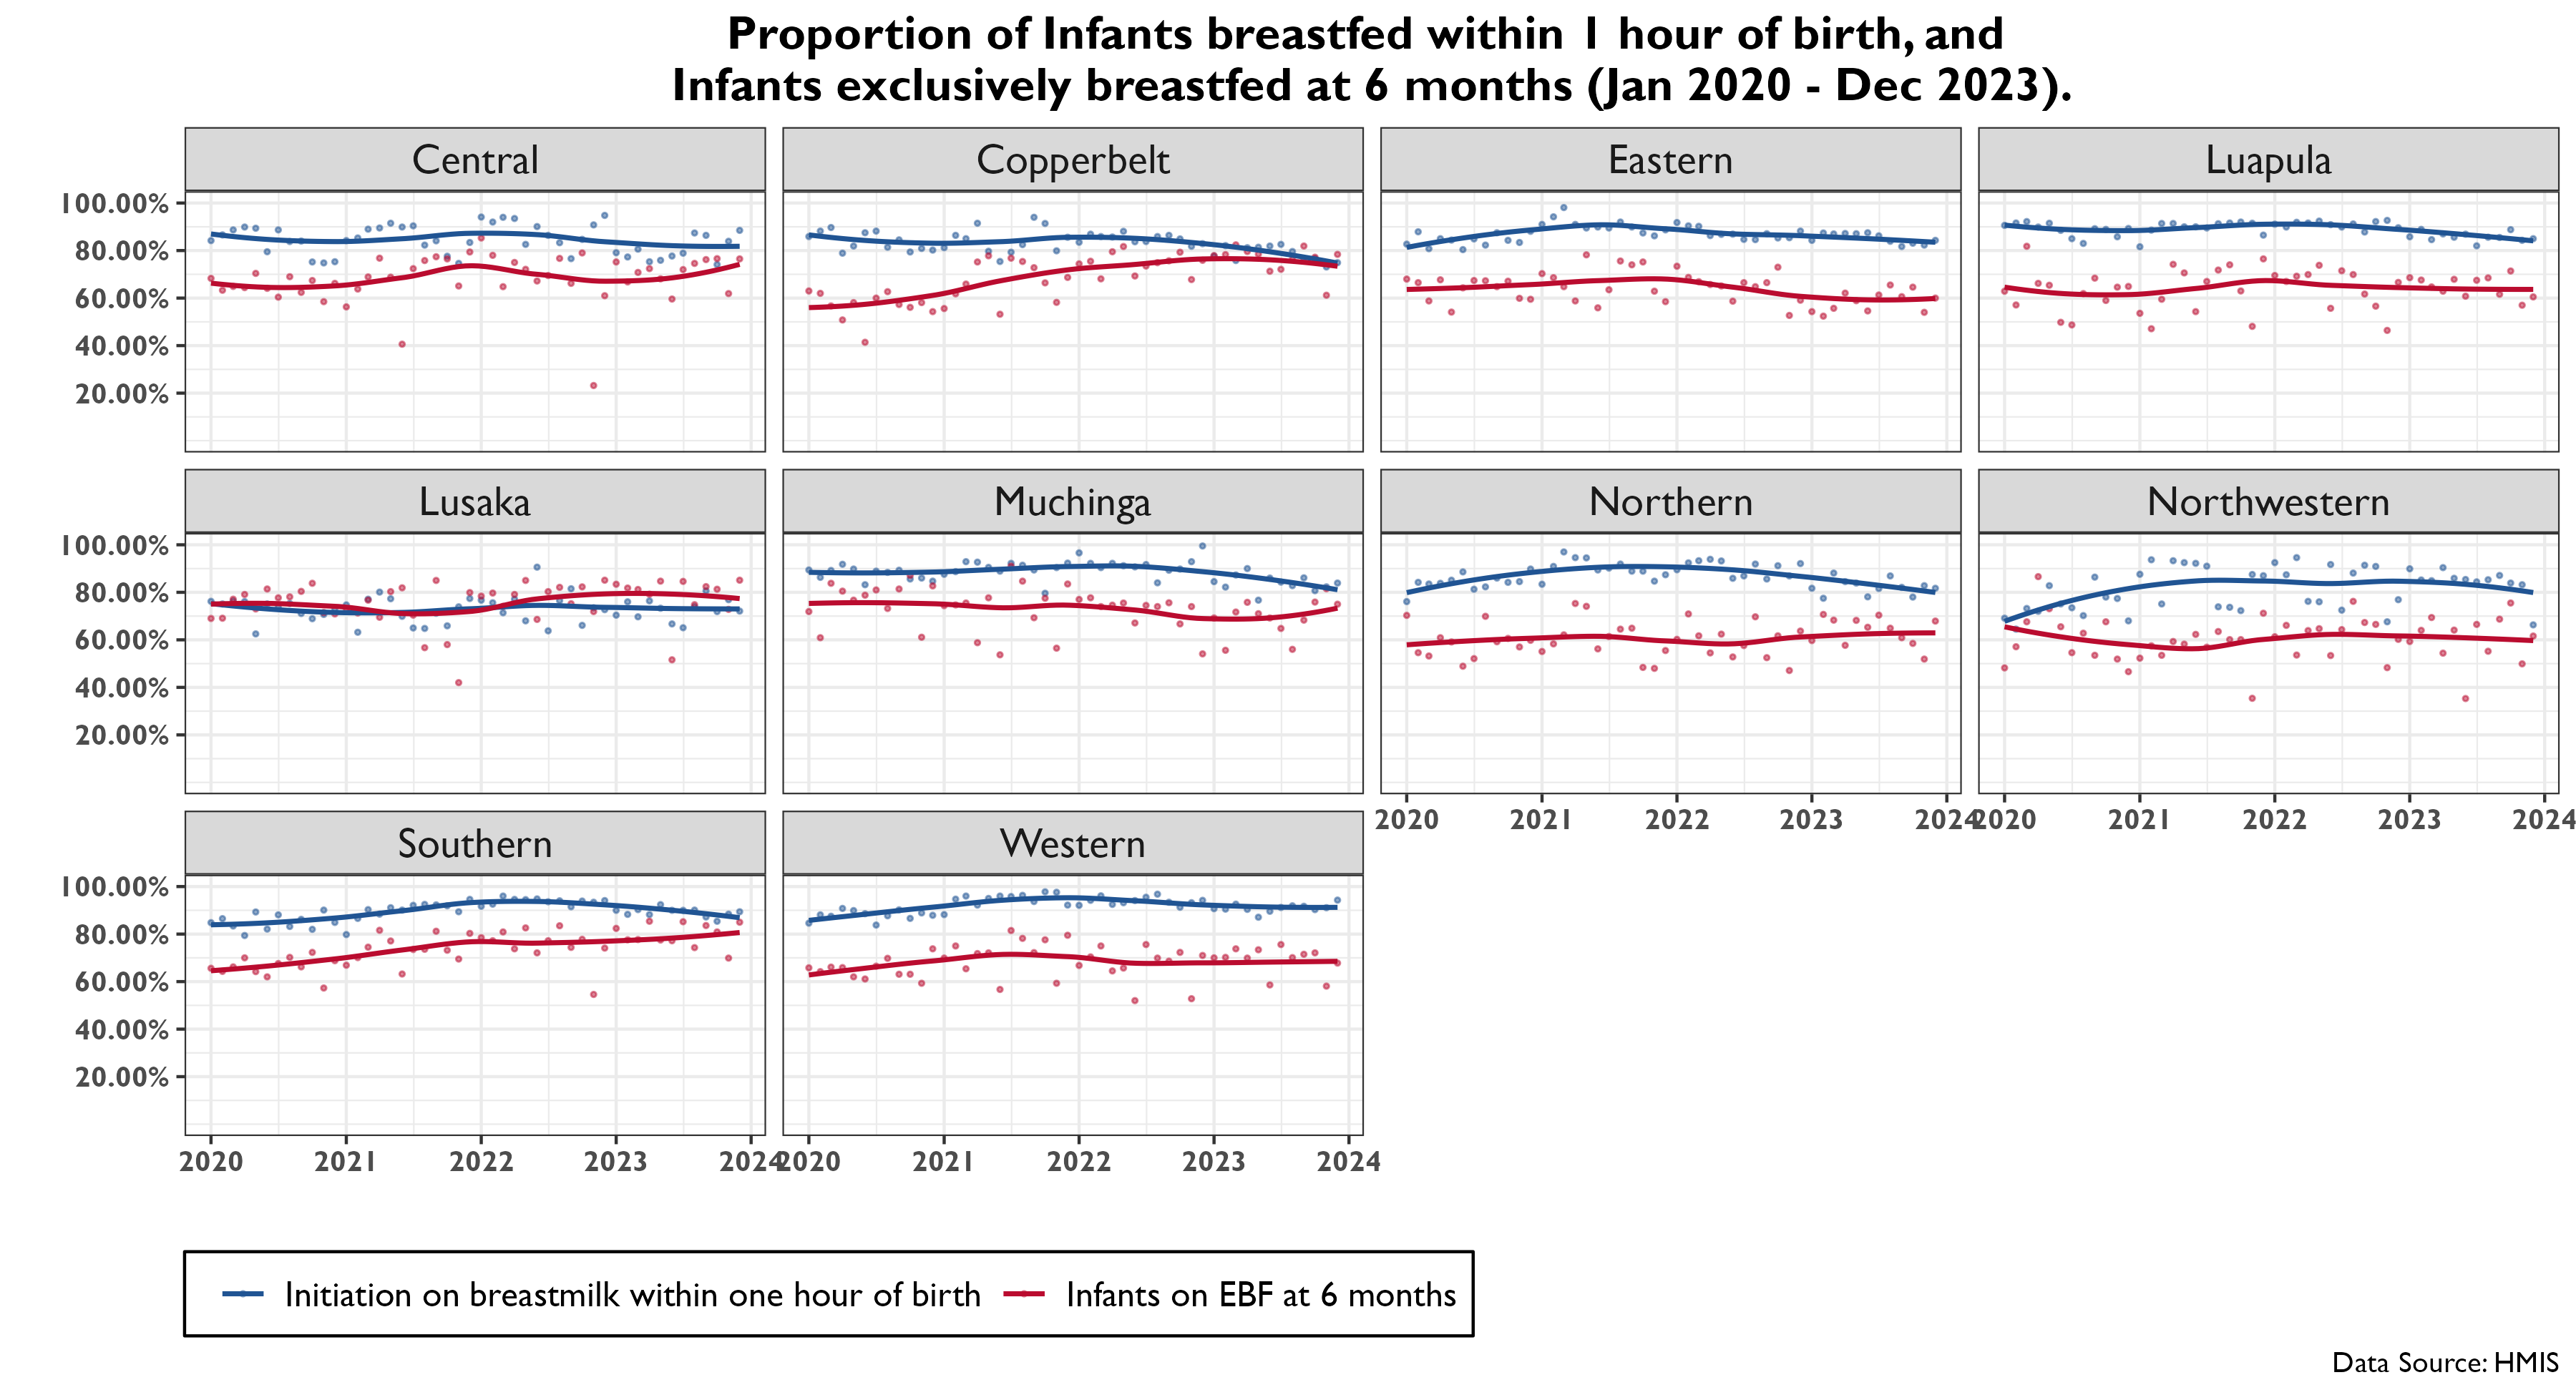 Proportion of Infants breastfed within 1 hour of birth, and
Infants exclusively breastfed at 6 months (Jan 2020 - Dec 2023).
Central
Copperbelt
Eastern
Luapula
100.00%
80.00%
60.00%
40.00%
20.00%
Lusaka
Muchinga
Northern
Northwestern
100.00%
80.00%
60.00%
40.00%
20.00%
2020 2021 2022 2023 2024
2020 2021 2022 2023 2024
Southern
Western
100.00%
80.00%
60.00%
40.00%
20.00%
2020 2021 2022 2023 2024
2020 2021 2022 2023 2024
Initiation on breastmilk within one hour of birth
Infants on EBF at 6 months
Data Source: HMIS